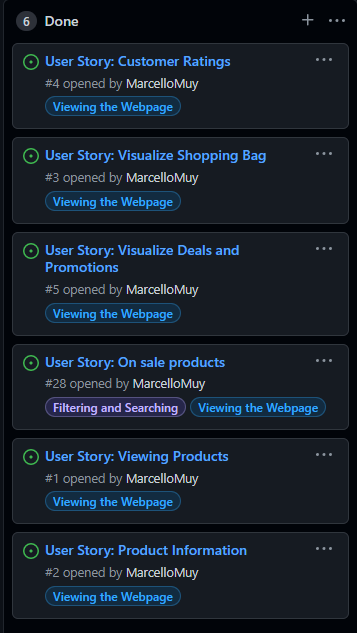 6 Done
User Story: Customer Ratings
#4 opened by MarcelloMuy
Viewing the Webpage
User Story: Visualize Shopping Bag
#3 opened by MarcelloMuy
Viewing the Webpage
User Story: Visualize Deals and
Promotions
#5 opened by MarcelloMuy
Viewing the Webpage
User Story: On sale products
#28 opened by MarcelloMuy
Filtering and Searching Viewing the Webpage
User Story: Viewing Products
#1 opened by MarcelloMuy
Viewing the Webpage
User Story: Product Information
#2 opened by MarcelloMuy
Viewing the Webpage